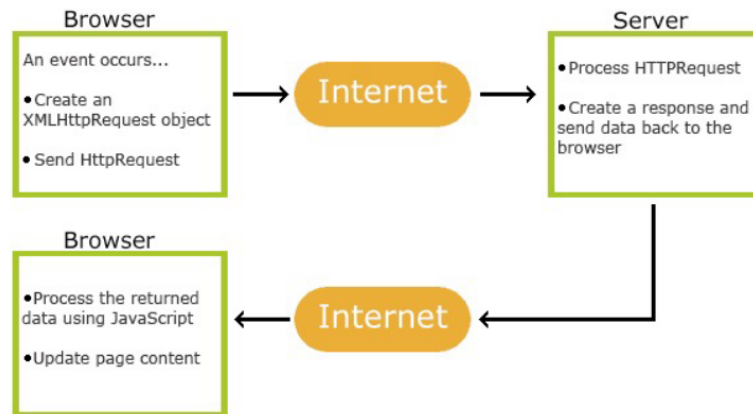 Browser
An event occurs...
●Create an
XMLHttpRequest object
● Send HttpRequest
Internet
Server
● Process HTTPRequest
● Create a response and
send data back to the
browser
Browser
●Process the returned
data using JavaScript
●Update page content
Internet